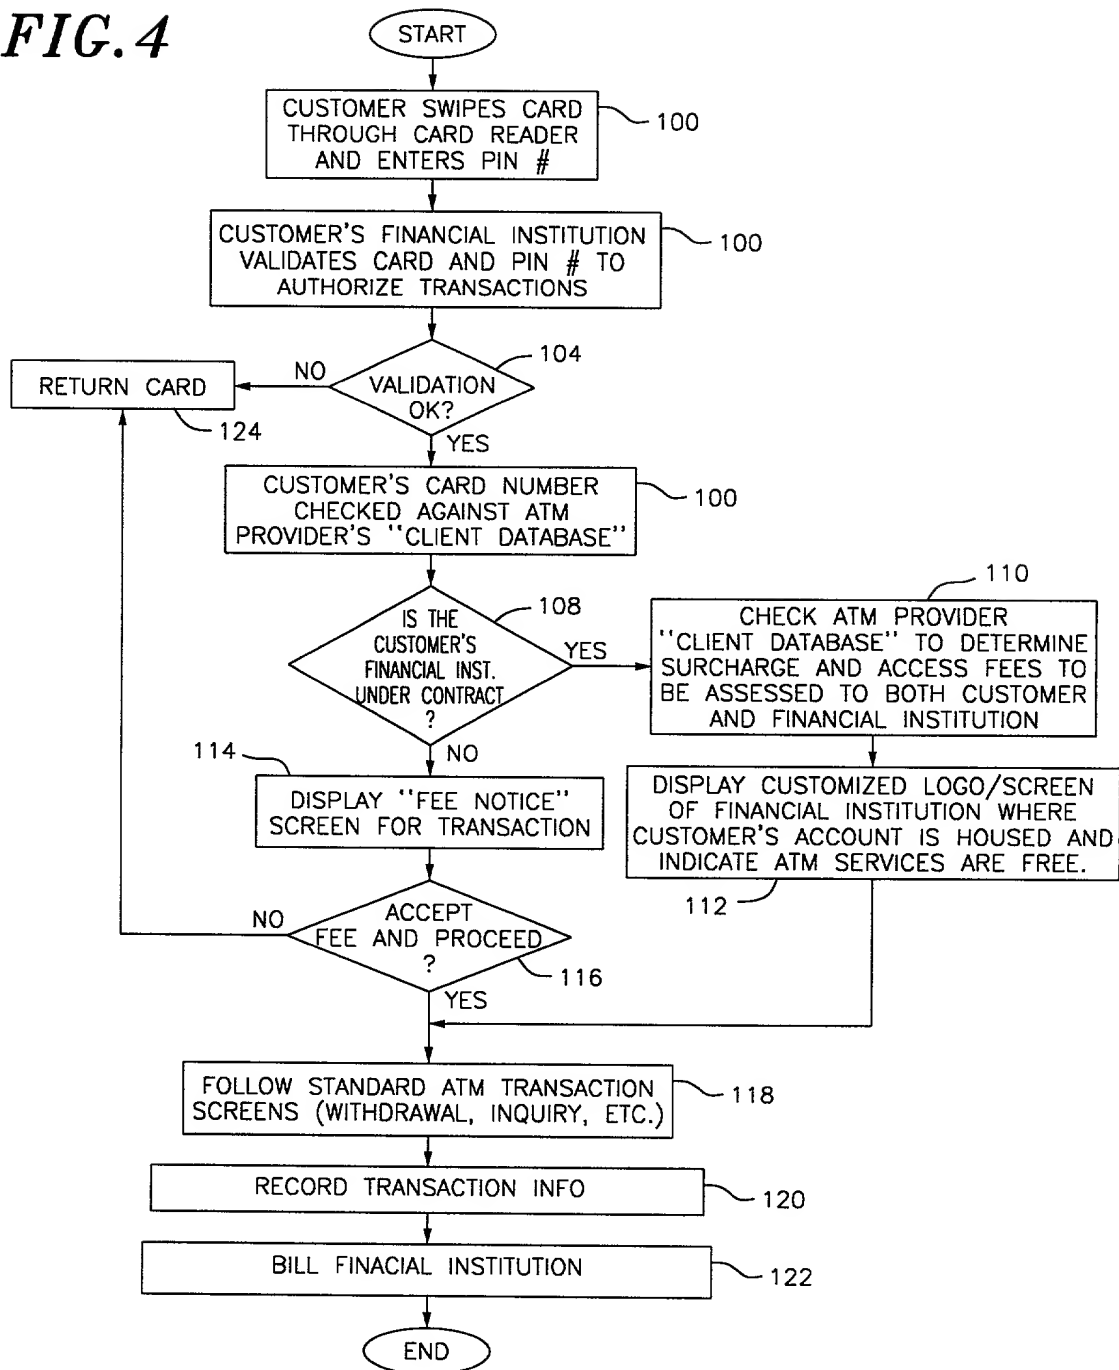 FIG. 4
START
CUSTOMER SWIPES CARD
THROUGH CARD READER
AND ENTERS PIN #
100
CUSTOMER'S FINANCIAL INSTITUTION
VALIDATES CARD AND PIN # TO
AUTHORIZE TRANSACTIONS
100
104
VALIDATION
OK?
NO
RETURN CARD
124
YES
CUSTOMER'S CARD NUMBER
CHECKED AGAINST ATM
PROVIDER'S "CLIENT DATABASE"
100
108
IS THE
CUSTOMER'S
FINANCIAL INST.
UNDER CONTRACT
?
YES
110
CHECK ATM PROVIDER
"CLIENT DATABASE" TO DETERMINE
SURCHARGE AND ACCESS FEES TO
BE ASSESSED TO BOTH CUSTOMER
AND FINANCIAL INSTITUTION
DISPLAY CUSTOMIZED LOGO/SCREEN
OF FINANCIAL INSTITUTION WHERE
CUSTOMER'S ACCOUNT IS HOUSED AND
INDICATE ATM SERVICES ARE FREE.
112
NO
114
DISPLAY "FEE NOTICE"
SCREEN FOR TRANSACTION
NO
ACCEPT
FEE AND PROCEED
?
116
YES
FOLLOW STANDARD ATM TRANSACTION
SCREENS (WITHDRAWAL, INQUIRY, ETC.)
118
RECORD TRANSACTION INFO
120
BILL FINACIAL INSTITUTION
122
END